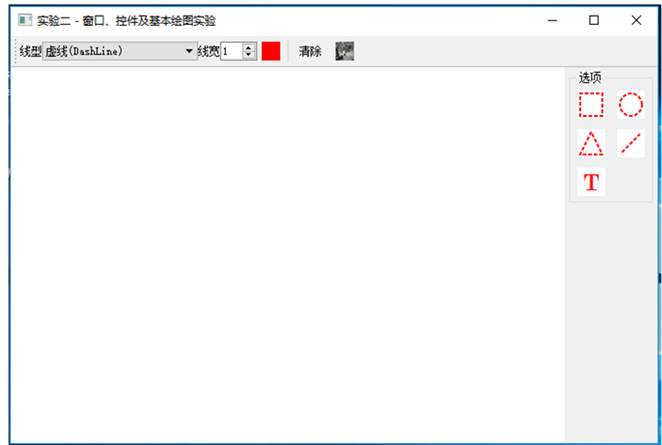 实验二 - 窗口、控件及基本绘图实验
线型 虚线(DashLine) 线宽 1 清除
选项
T